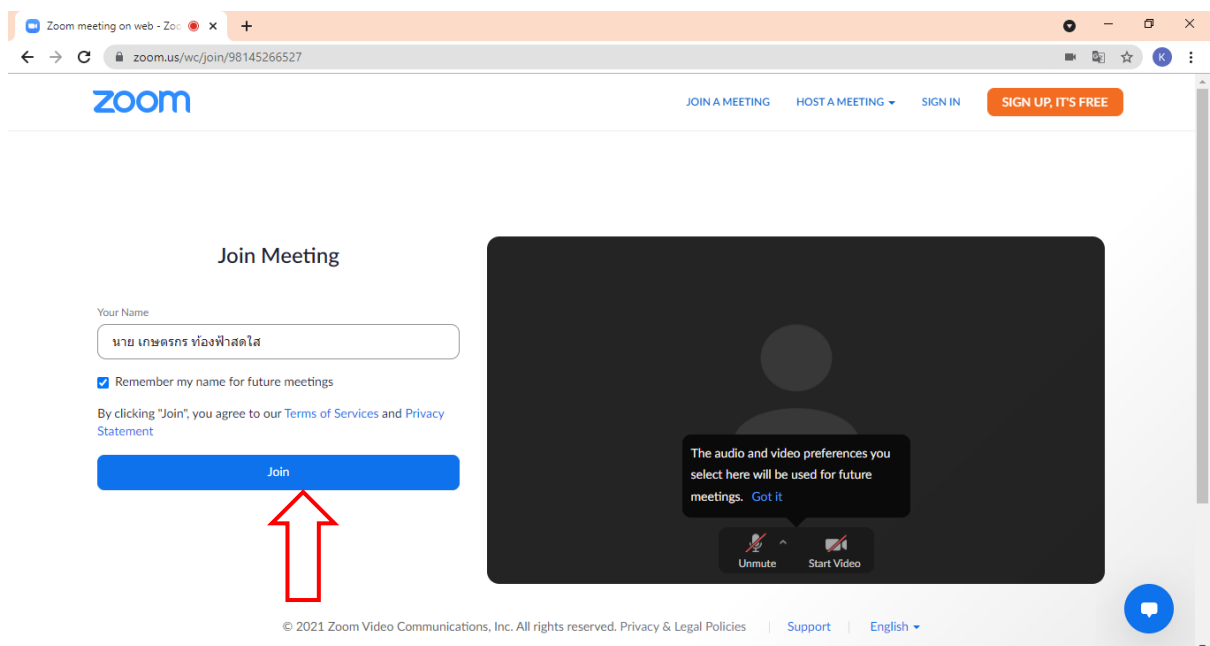 Zoom meeting on web - Zoo
zoom.us/wc/join/98145266527
K
zoom
JOIN A MEETING
HOST A MEETING
SIGN IN
SIGN UP, IT'S FREE
Join Meeting
Your Name
นาย เกษตรกร ท้องฟ้าสดใส
Remember my name for future meetings
By clicking "Join", you agree to our Terms of Services and Privacy
Statement
Join
The audio and video preferences you
select here will be used for future
meetings. Got it
Unmute
Start Video
© 2021 Zoom Video Communications, Inc. All rights reserved. Privacy & Legal Policies
Support
English